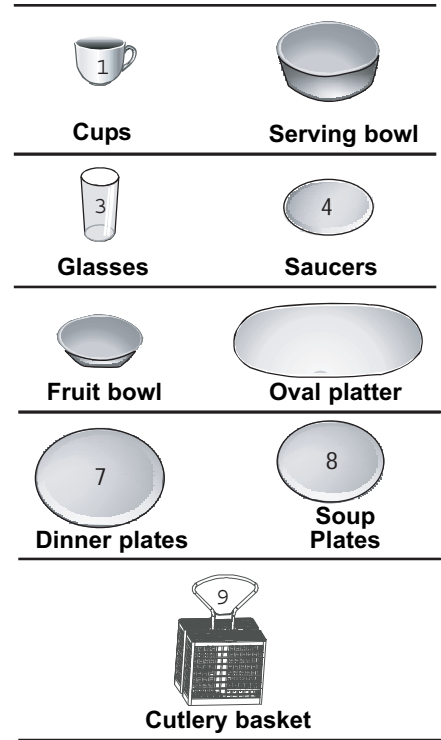 1
Cups
Serving bowl
3
4
Glasses
Saucers
Fruit bowl
Oval platter
7
8
Dinner plates
Soup
Plates
9
Cutlery basket